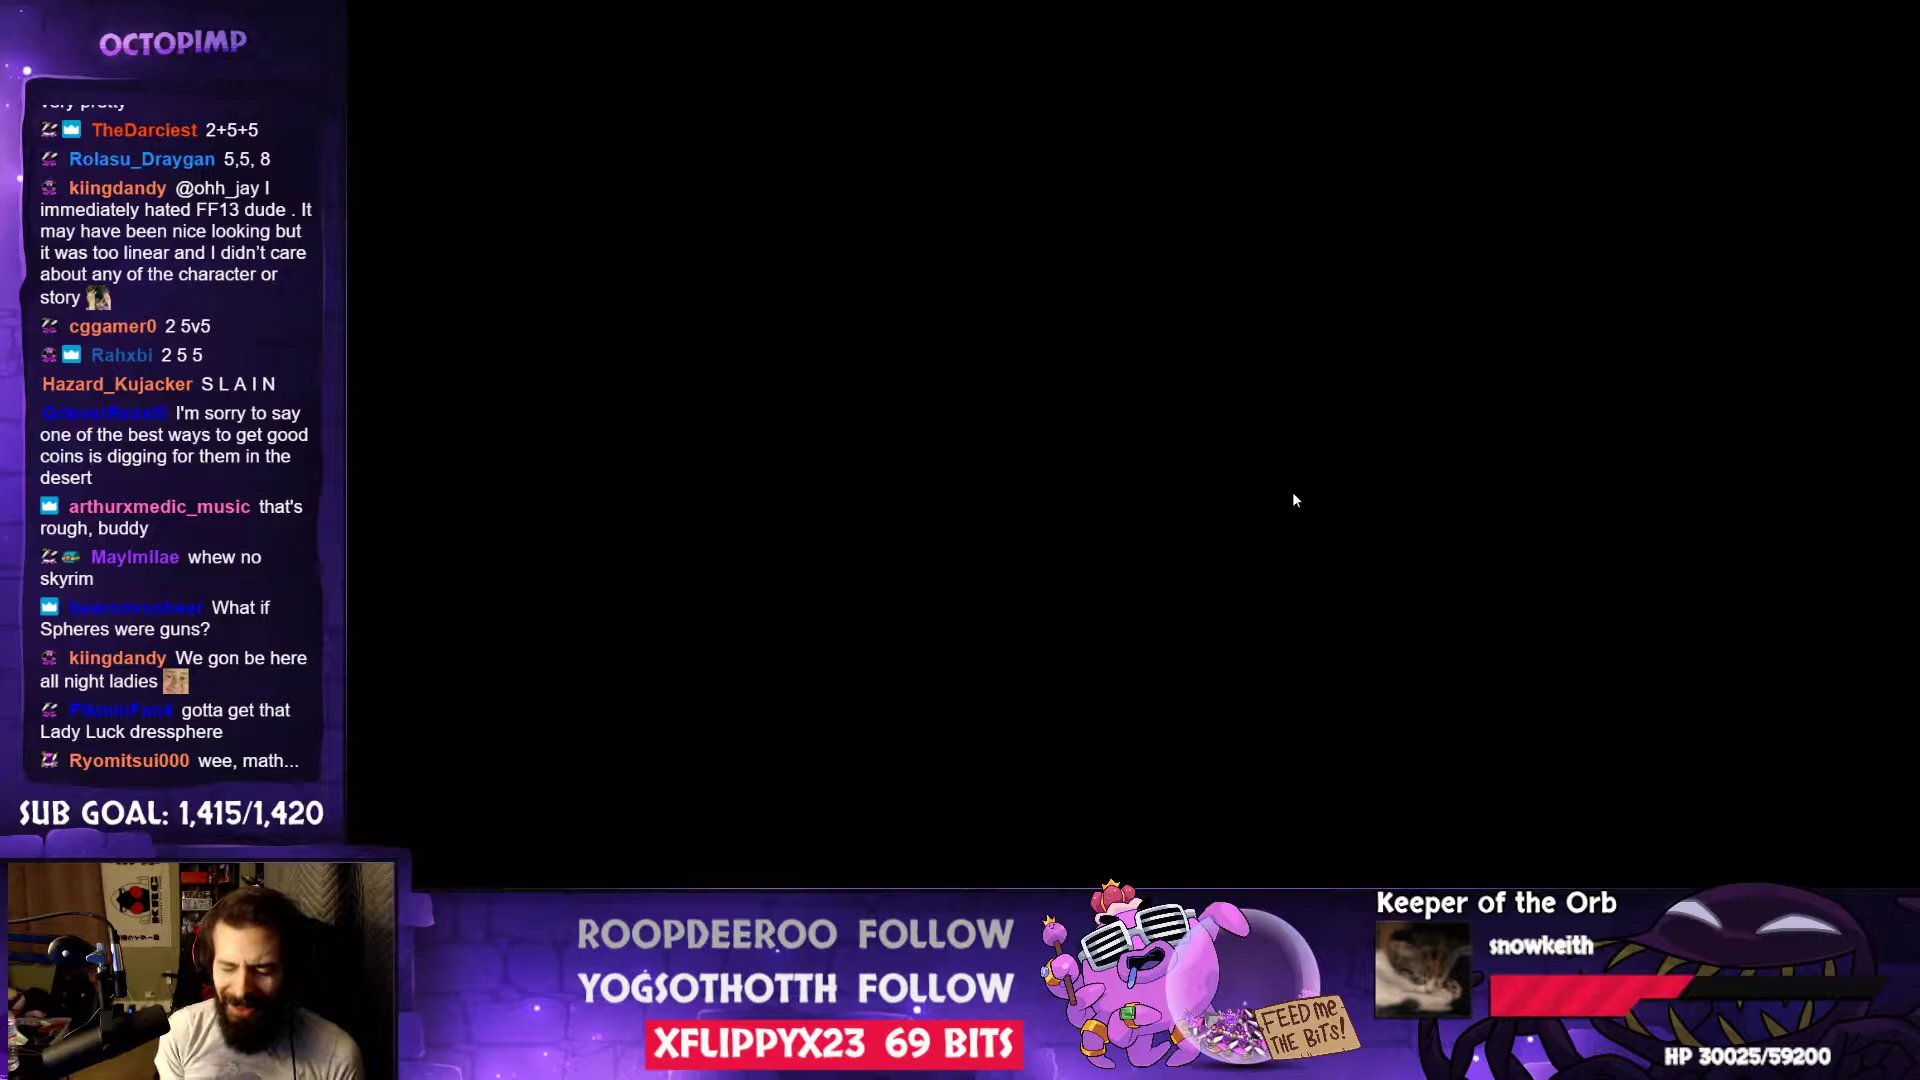 OCTOPIMP
very pretty
TheDarciest 2+5+5
Rolasu_Draygan 5,5, 8
kiingdandy @ohh_jay I
immediately hated FF13 dude . It
may have been nice looking but
it was too linear and I didn't care
about any of the character or
story
cggamer0 2 5v5
Rahxbi 2 5 5
Hazard_Kujacker S L A I N
I'm sorry to say
one of the best ways to get good
coins is digging for them in the
desert
arthurxmedic_music that's
rough, buddy
MayImilae whew no
skyrim
bearonvonbear What if
Spheres were guns?
kiingdandy We gon be here
all night ladies
PikminFan4 gotta get that
Lady Luck dressphere
Ryomitsui000 wee, math...
SUB GOAL: 1,415/1,420
ROOPDEEROO FOLLOW
YOGSOTHOTTH FOLLOW
XFLIPPYX23 69 BITS
FEED ME
THE BITS!
Keeper of the Orb
snowkeith
HP 30025/59200